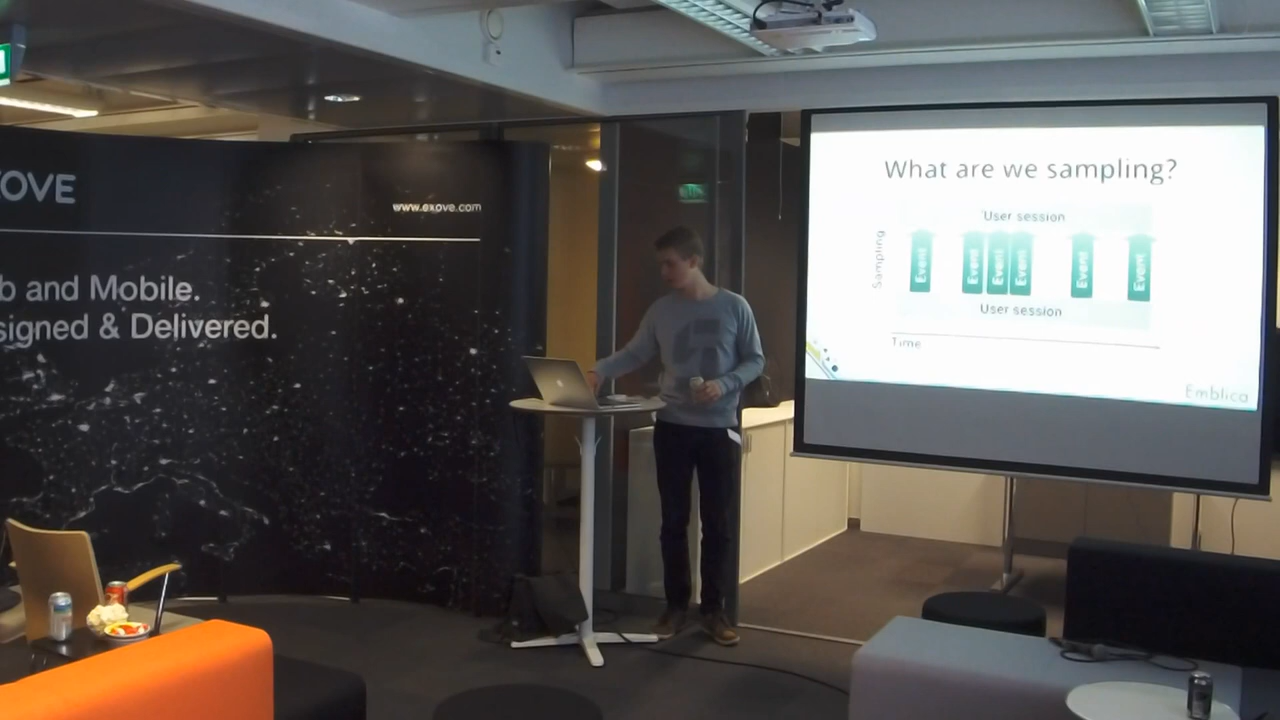 XOVE
www.exove.com
b and Mobile.
signed & Delivered.
What are we sampling?
User session
Sampling
Event
Event
Event
Event
Event
Event
User session
Time
Emblica